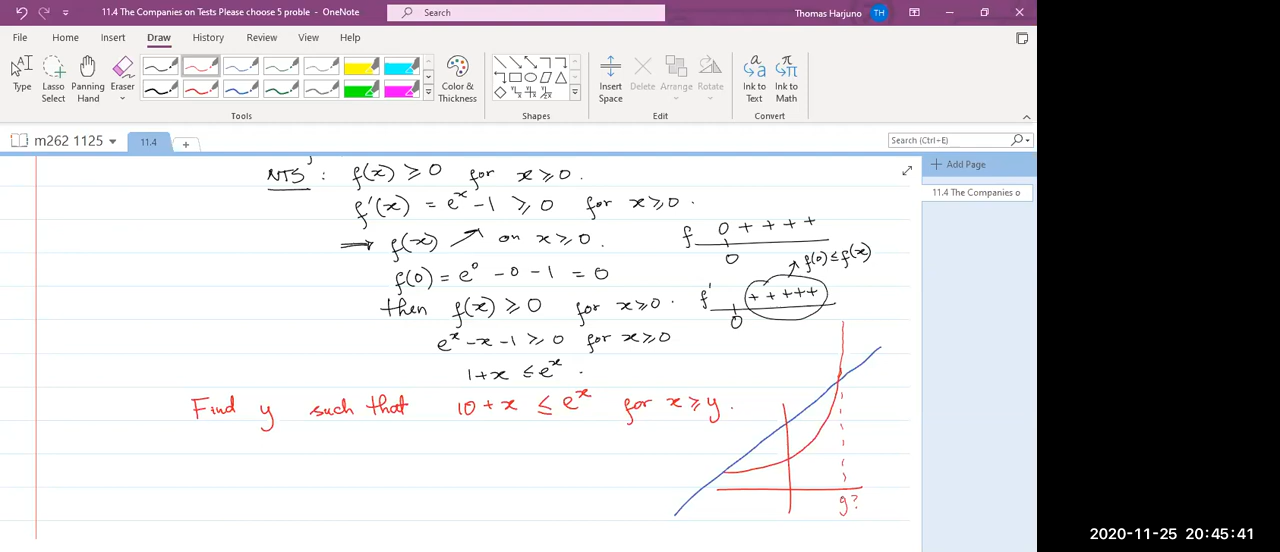 11.4 The Companies on Tests Please choose 5 proble - OneNote
Search
Thomas Harjuno TH
File Home Insert Draw History Review View Help
Type
Lasso Select
Panning Hand
Eraser
Color & Thickness
Insert Space
Delete
Arrange
Rotate
Ink to Text
Ink to Math
Tools Shapes Edit Convert
m262 1125 11.4 +
Search (Ctrl+E)
Add Page
11.4 The Companies o
NTS : f(x) ≥ 0 for x ≥ 0.
f'(x) = e^x - 1 ≥ 0 for x ≥ 0.
⟹ f(x) ↗ on x ≥ 0.
f(0) = e^0 - 0 - 1 = 0
then f(x) ≥ 0 for x ≥ 0.
e^x - x - 1 ≥ 0 for x ≥ 0
1 + x ≤ e^x.
f 0 + + + +
0
↗ f(0) ≤ f(x)
f' + + + + +
0
Find y such that 10 + x ≤ e^x for x ≥ y.
y?
2020-11-25 20:45:41